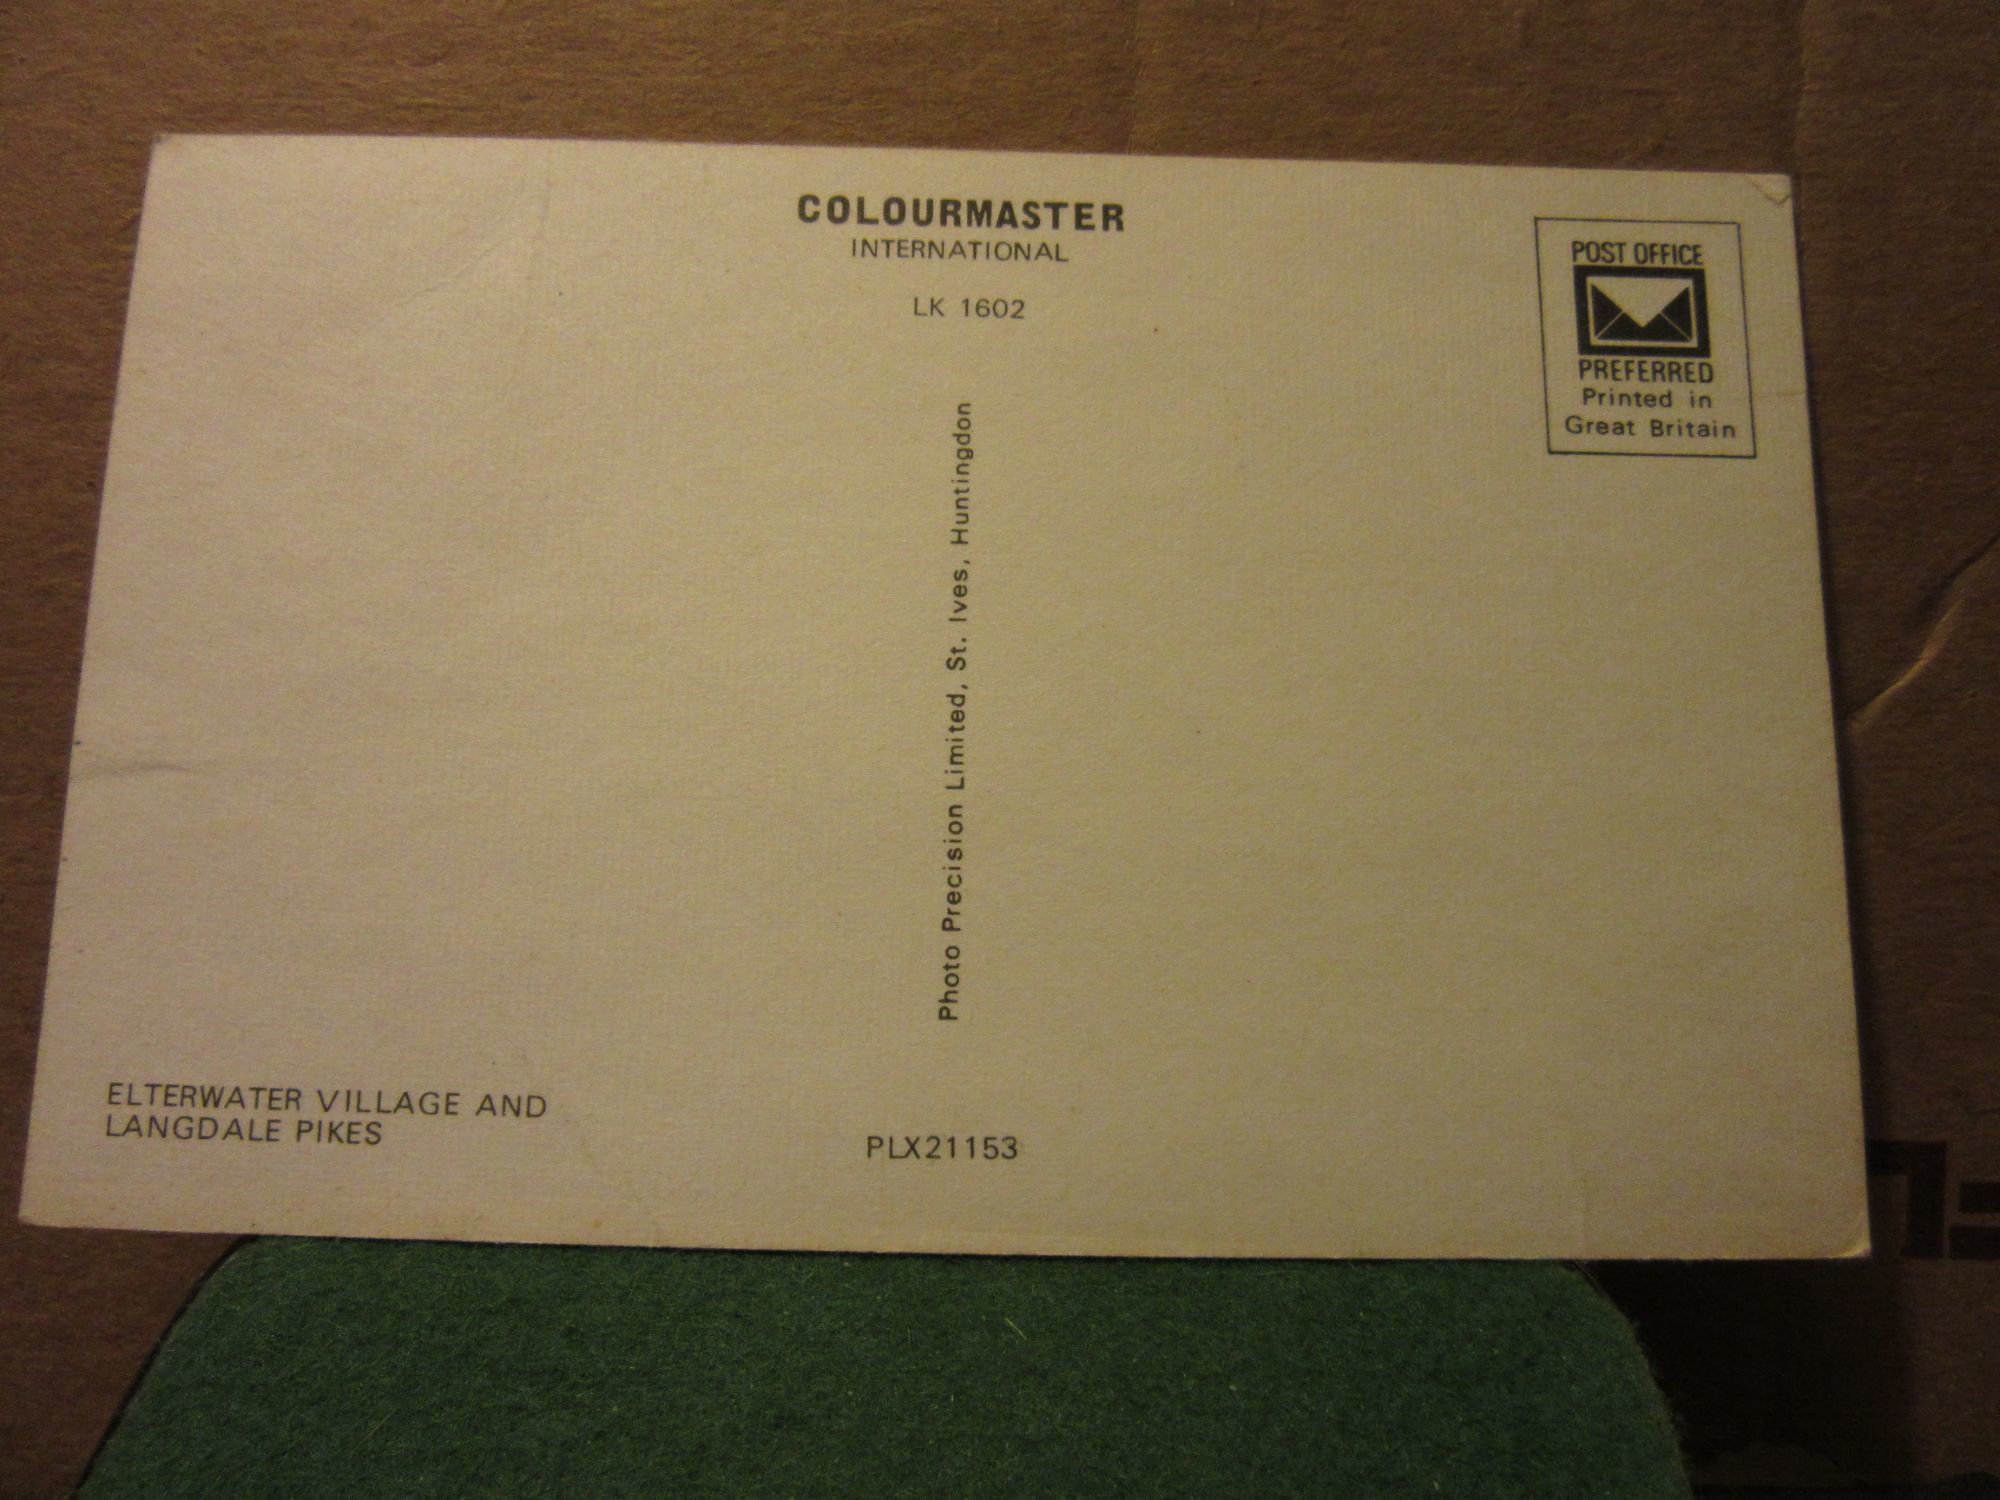 COLOURMASTER
INTERNATIONAL
LK 1602
POST OFFICE
PREFERRED
Printed in
Great Britain
Photo Precision Limited, St. Ives, Huntingdon
ELTERWATER VILLAGE AND
LANGDALE PIKES
PLX21153